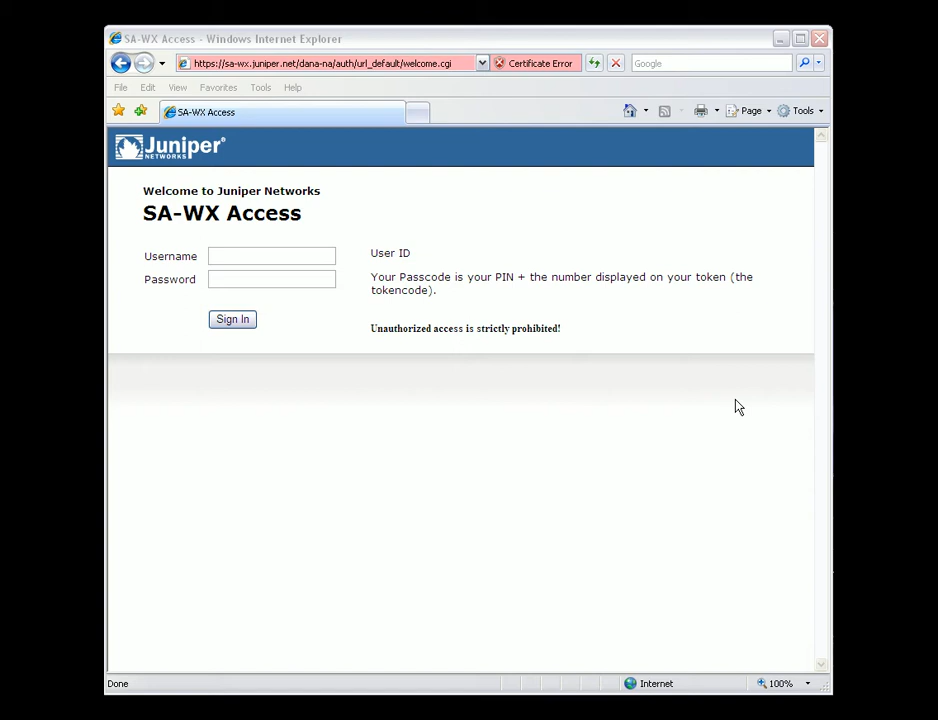 SA-WX Access - Windows Internet Explorer
https://sa-wx.juniper.net/dana-na/auth/url_default/welcome.cgi
Certificate Error
Google
File Edit View Favorites Tools Help
SA-WX Access
Page
Tools
Juniper®
NETWORKS
Welcome to Juniper Networks
SA-WX Access
Username
User ID
Password
Your Passcode is your PIN + the number displayed on your token (the
tokencode).
Sign In
Unauthorized access is strictly prohibited!
Done
Internet
100%